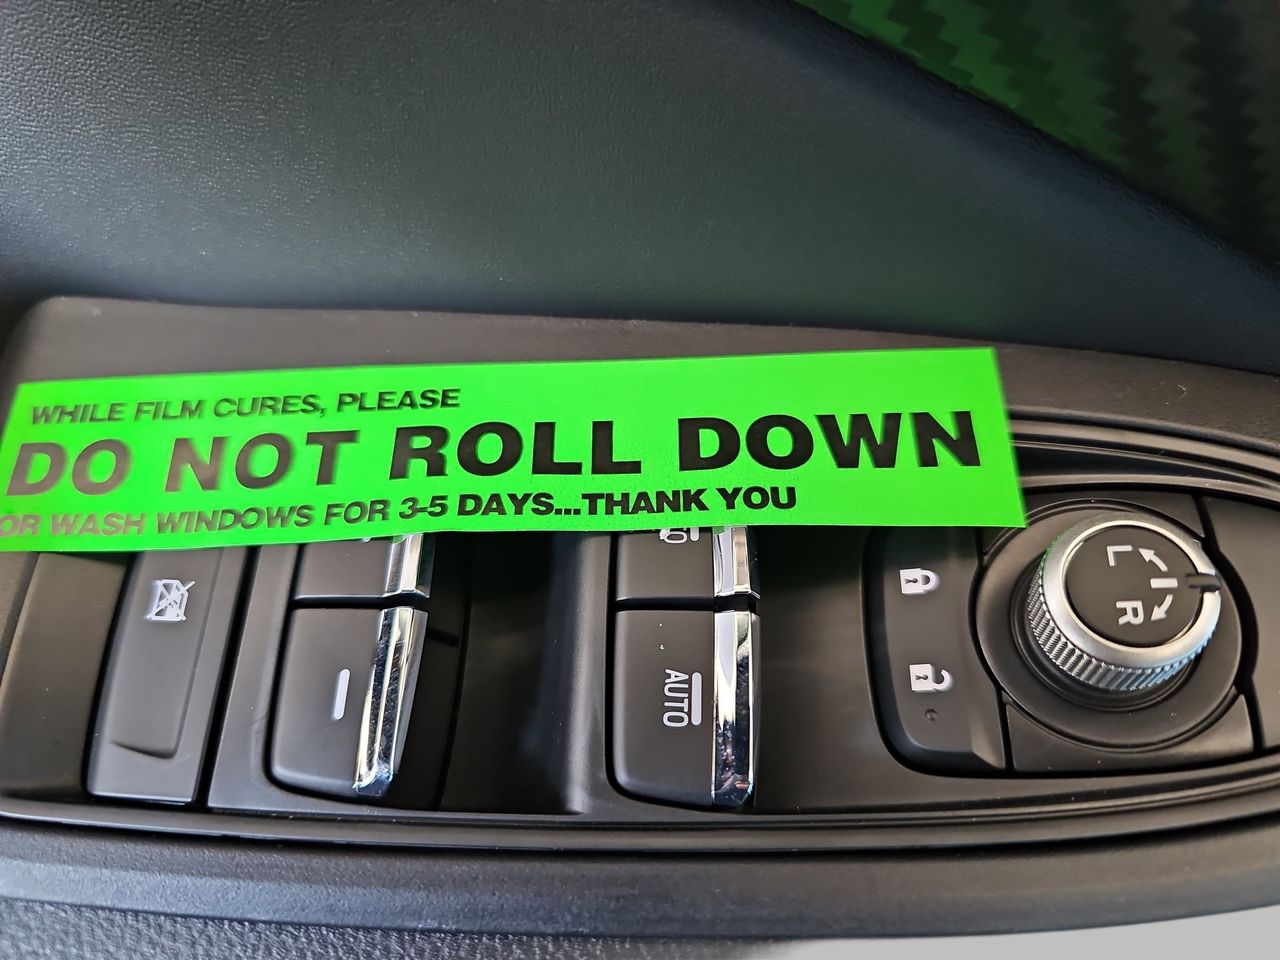 WHILE FILM CURES, PLEASE
DO NOT ROLL DOWN
OR WASH WINDOWS FOR 3-5 DAYS...THANK YOU
AUTO
L
R